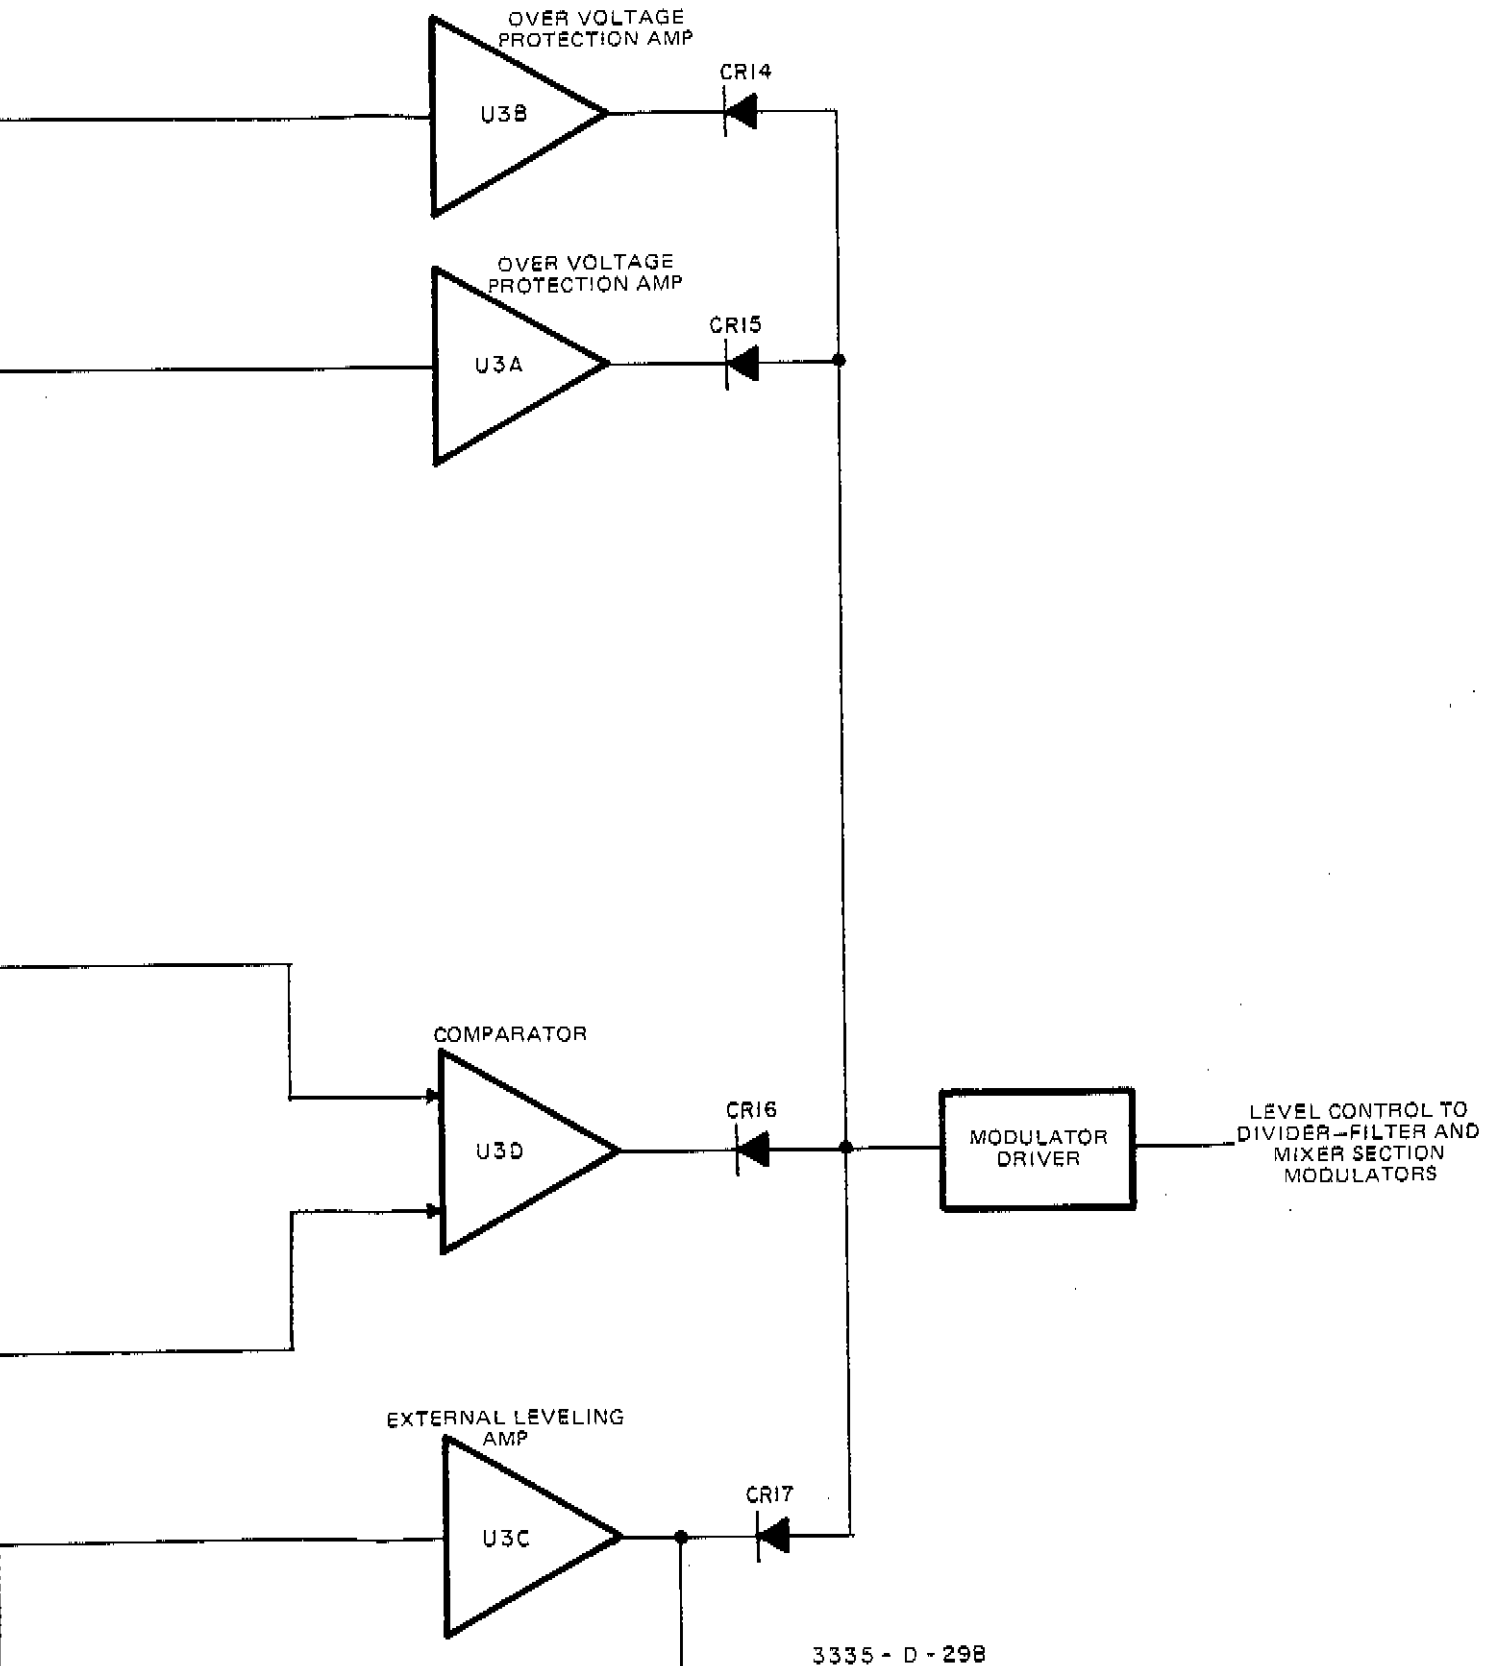 OVER VOLTAGE
PROTECTION AMP
CR14
U3B
OVER VOLTAGE
PROTECTION AMP
CR15
U3A
COMPARATOR
CR16
U3D
MODULATOR
DRIVER
LEVEL CONTROL TO
DIVIDER–FILTER AND
MIXER SECTION
MODULATORS
EXTERNAL LEVELING
AMP
CR17
U3C
3335 - D - 298